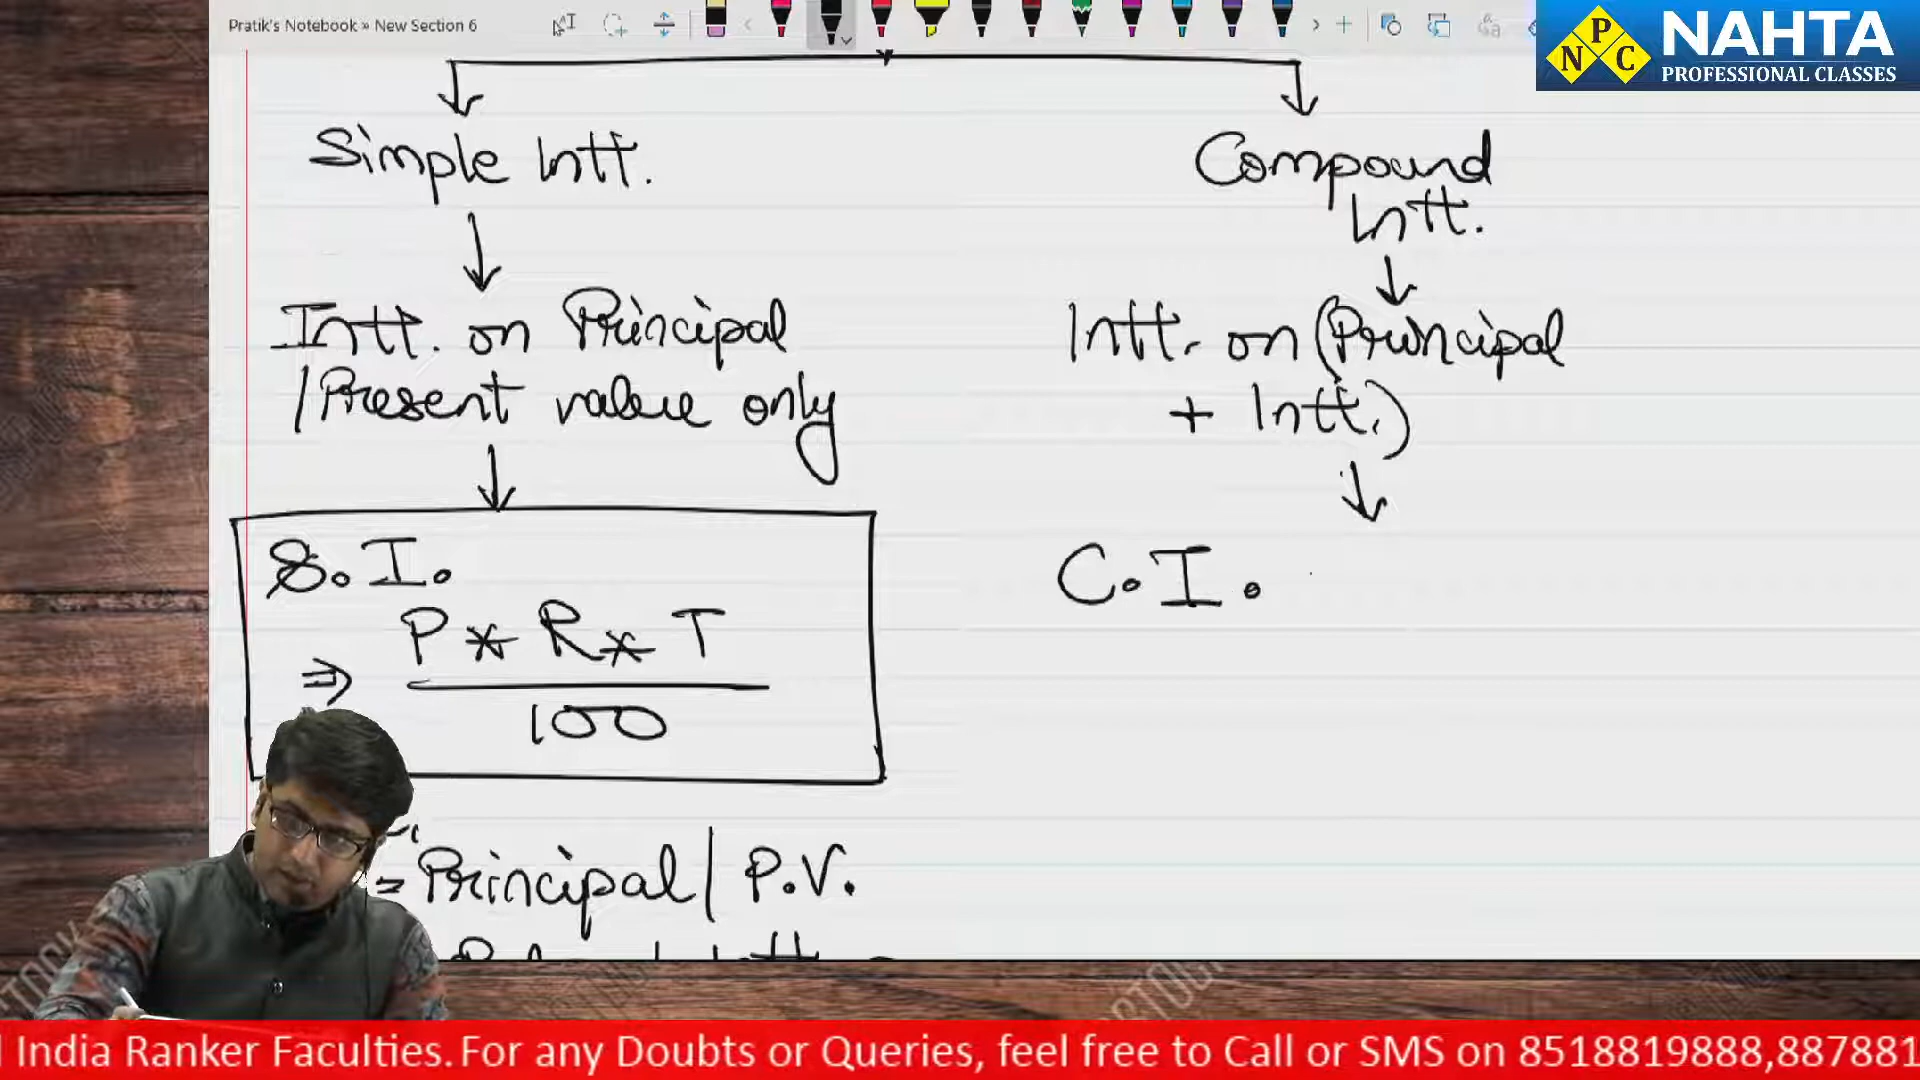 Pratik's Notebook » New Section 6
NPC
NAHTA
PROFESSIONAL CLASSES
Simple Intt.
Compound
Intt.
Intt. on Principal
/Present value only
Intt. on (Principal
+ Intt.)
S.I.
⇒ P * R * T
100
C.I.
= Principal / P.V.
India Ranker Faculties.For any Doubts or Queries, feel free to Call or SMS on 8518819888,887881